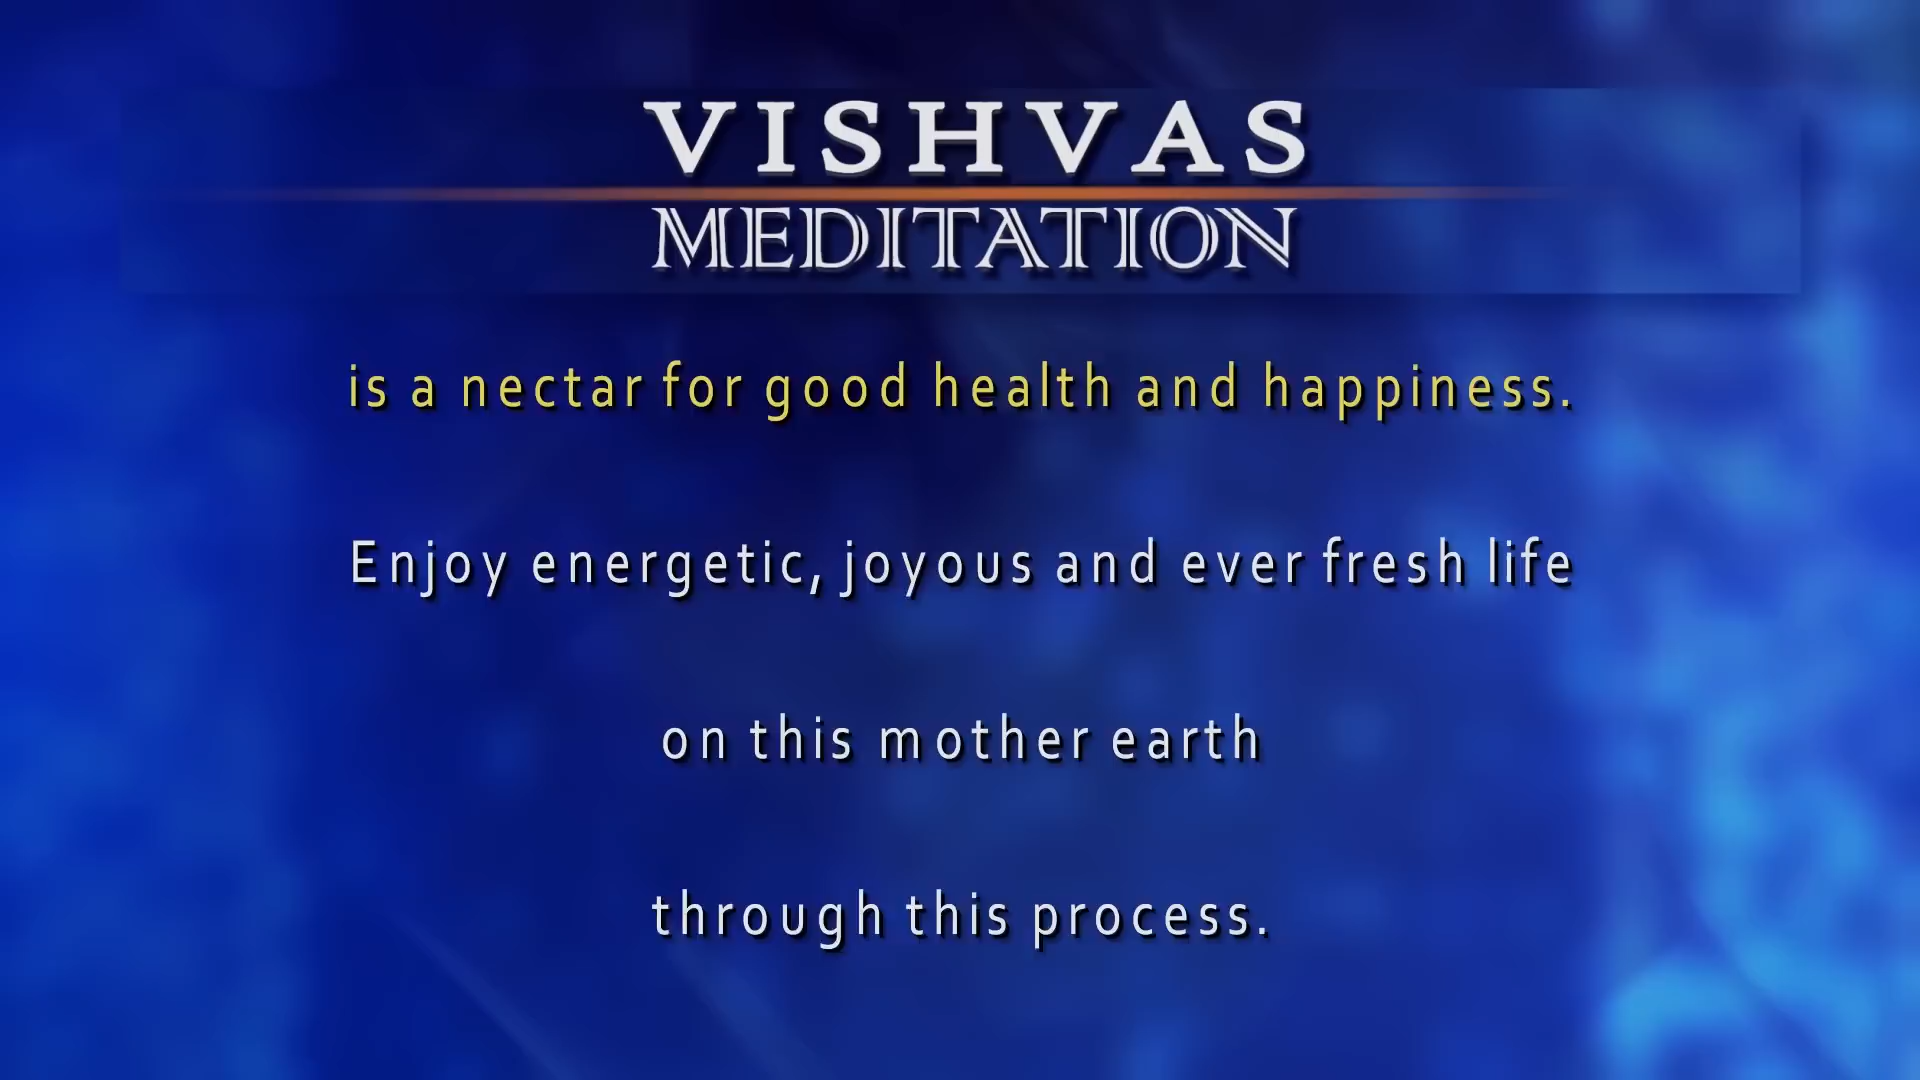 VISHVAS
MEDITATION
is a nectar for good health and happiness.
Enjoy energetic, joyous and ever fresh life
on this mother earth
through this process.